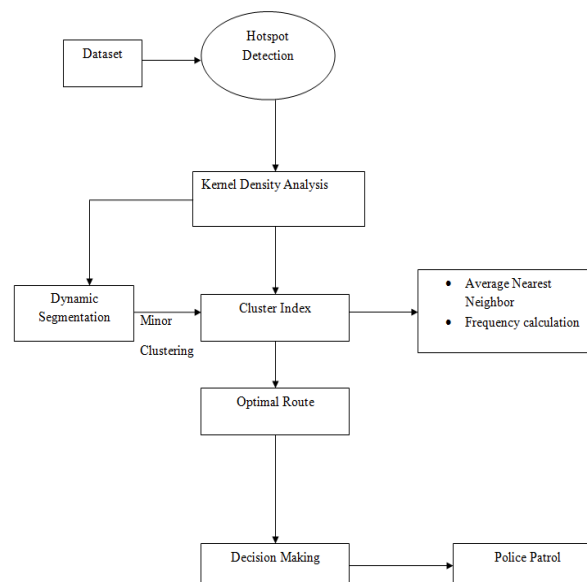 Hotspot
Detection
Dataset
Kernel Density Analysis
Dynamic
Segmentation
Minor
Clustering
Cluster Index
• Average Nearest
Neighbor
• Frequency calculation
Optimal Route
Decision Making
Police Patrol